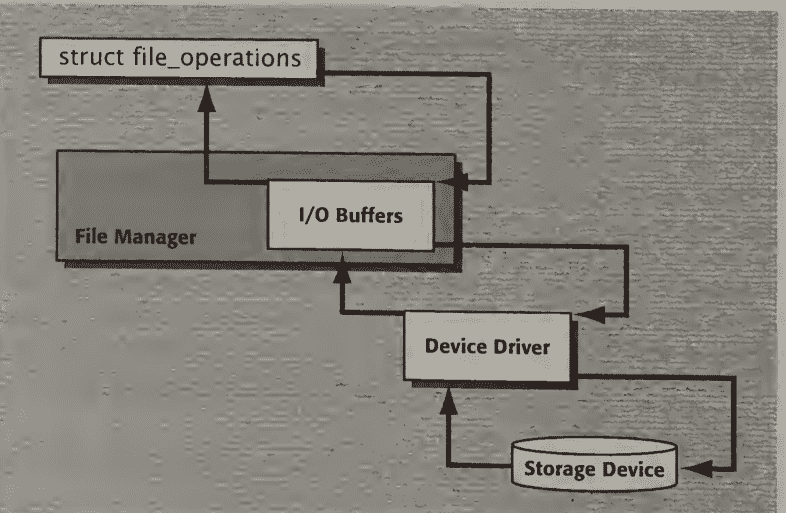 struct file_operations
I/O Buffers
File Manager
Device Driver
Storage Device